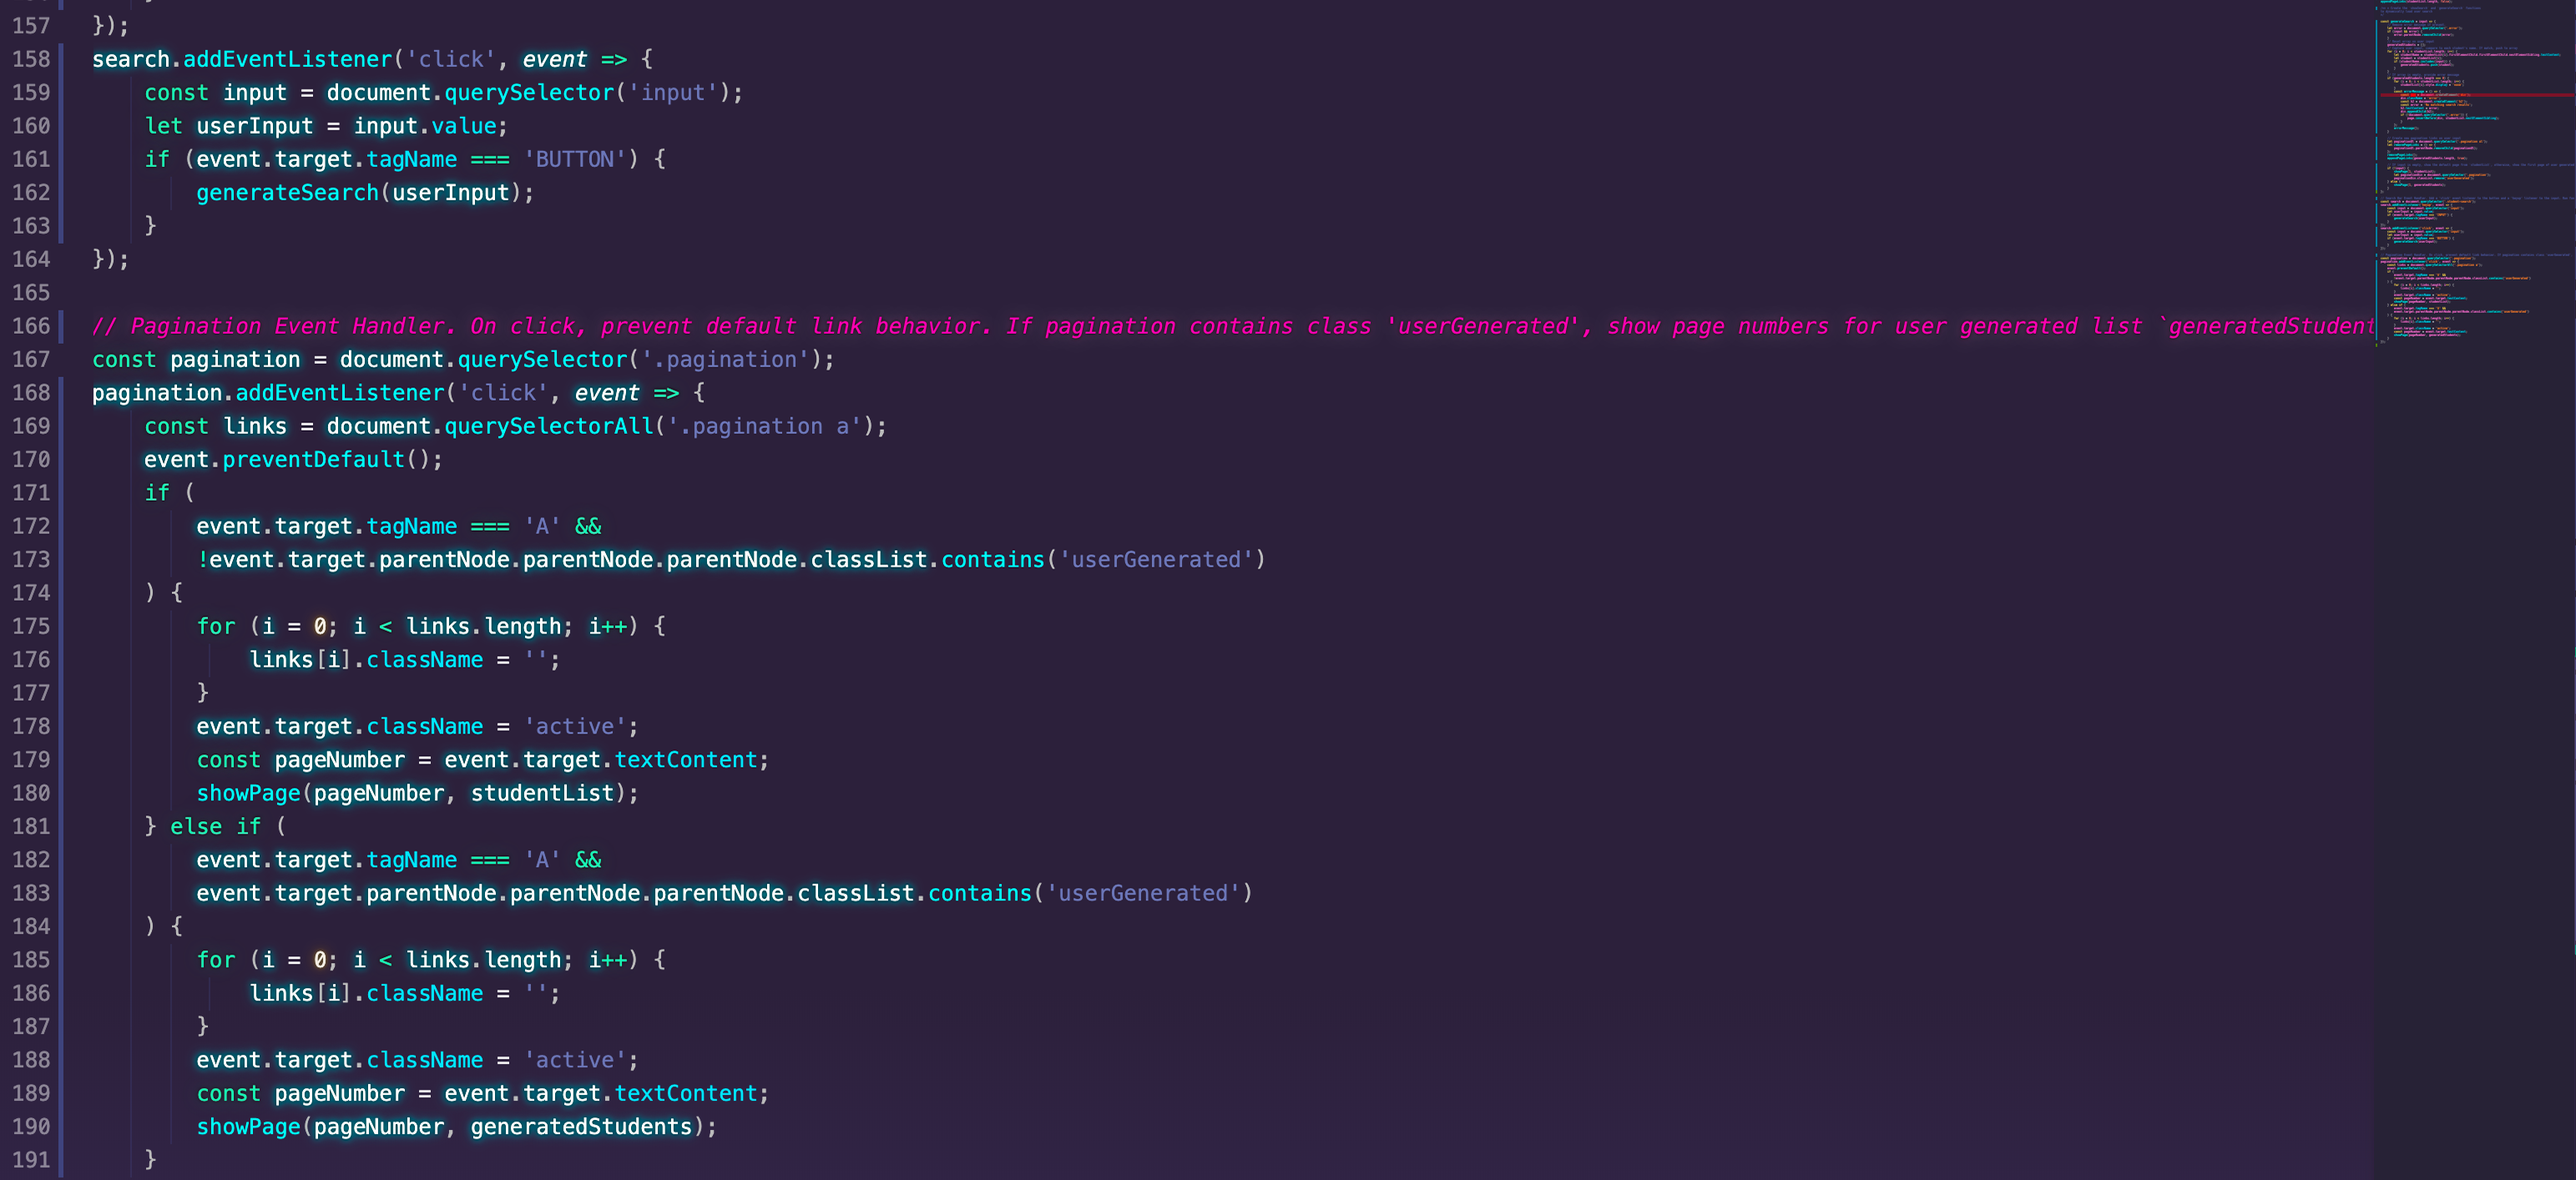 157 });
158 search.addEventListener('click', event => {
159 const input = document.querySelector('input');
160 let userInput = input.value;
161 if (event.target.tagName === 'BUTTON') {
162 generateSearch(userInput);
163 }
164 });
165
166 // Pagination Event Handler. On click, prevent default link behavior. If pagination contains class 'userGenerated', show page numbers for user generated list `generatedStudent
167 const pagination = document.querySelector('.pagination');
168 pagination.addEventListener('click', event => {
169 const links = document.querySelectorAll('.pagination a');
170 event.preventDefault();
171 if (
172 event.target.tagName === 'A' &&
173 !event.target.parentNode.parentNode.parentNode.classList.contains('userGenerated')
174 ) {
175 for (i = 0; i < links.length; i++) {
176 links[i].className = '';
177 }
178 event.target.className = 'active';
179 const pageNumber = event.target.textContent;
180 showPage(pageNumber, studentList);
181 } else if (
182 event.target.tagName === 'A' &&
183 event.target.parentNode.parentNode.parentNode.classList.contains('userGenerated')
184 ) {
185 for (i = 0; i < links.length; i++) {
186 links[i].className = '';
187 }
188 event.target.className = 'active';
189 const pageNumber = event.target.textContent;
190 showPage(pageNumber, generatedStudents);
191 }